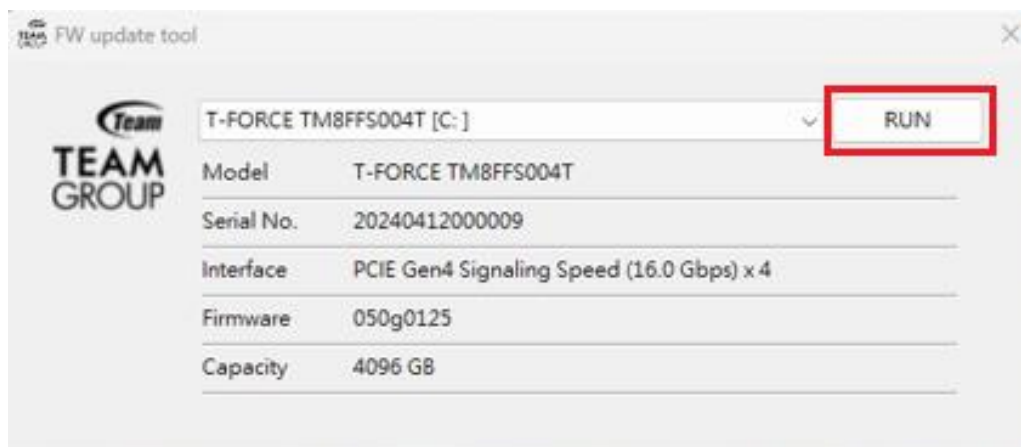 FW update tool
T-FORCE TM8FFS004T [C: ]
RUN
Team
TEAM
GROUP
Model T-FORCE TM8FFS004T
Serial No. 20240412000009
Interface PCIE Gen4 Signaling Speed (16.0 Gbps) x 4
Firmware 050g0125
Capacity 4096 GB